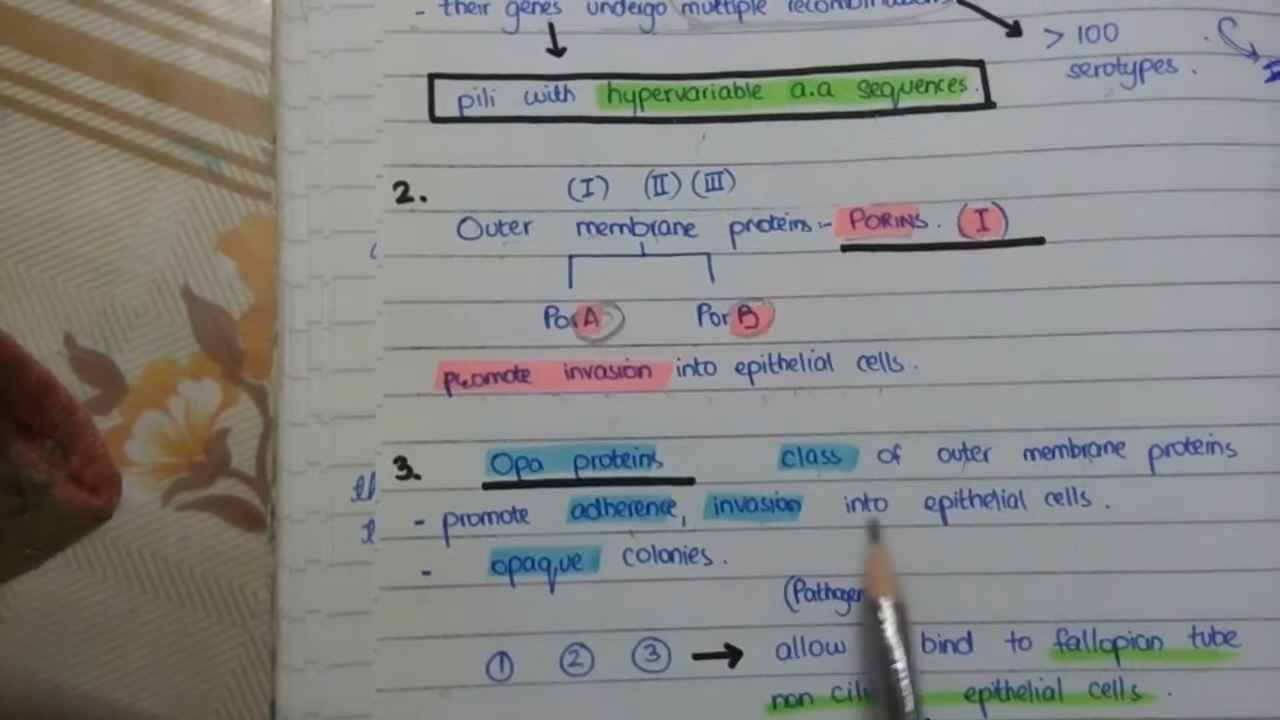 - their genes undergo multiple
> 100
serotypes.
pili with hypervariable a.a sequences.
2.
(I) (II) (III)
Outer membrane proteins:- PORINS. (I)
PorA PorB
promote invasion into epithelial cells.
3. Opa proteins class of outer membrane proteins
- promote adherence, invasion into epithelial cells.
- opaque colonies.
① ② ③ → allow bind to fallopian tube
non epithelial cells.